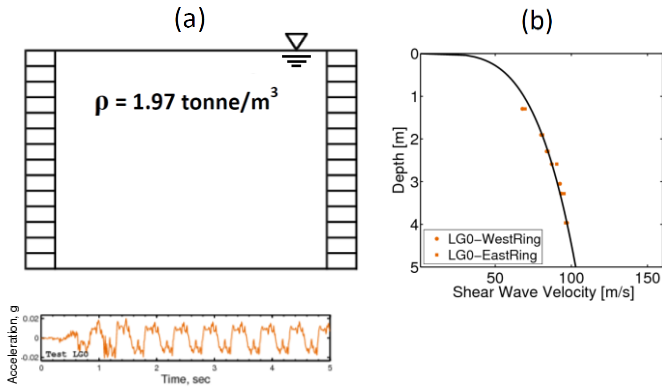 (a)
ρ = 1.97 tonne/m³
Acceleration, g
0.02
0
-0.02
Test LG0
0 1 2 3 4 5
Time, sec
(b)
Depth [m]
0
1
2
3
4
5
LG0-WestRing
LG0-EastRing
50 100 150
Shear Wave Velocity [m/s]